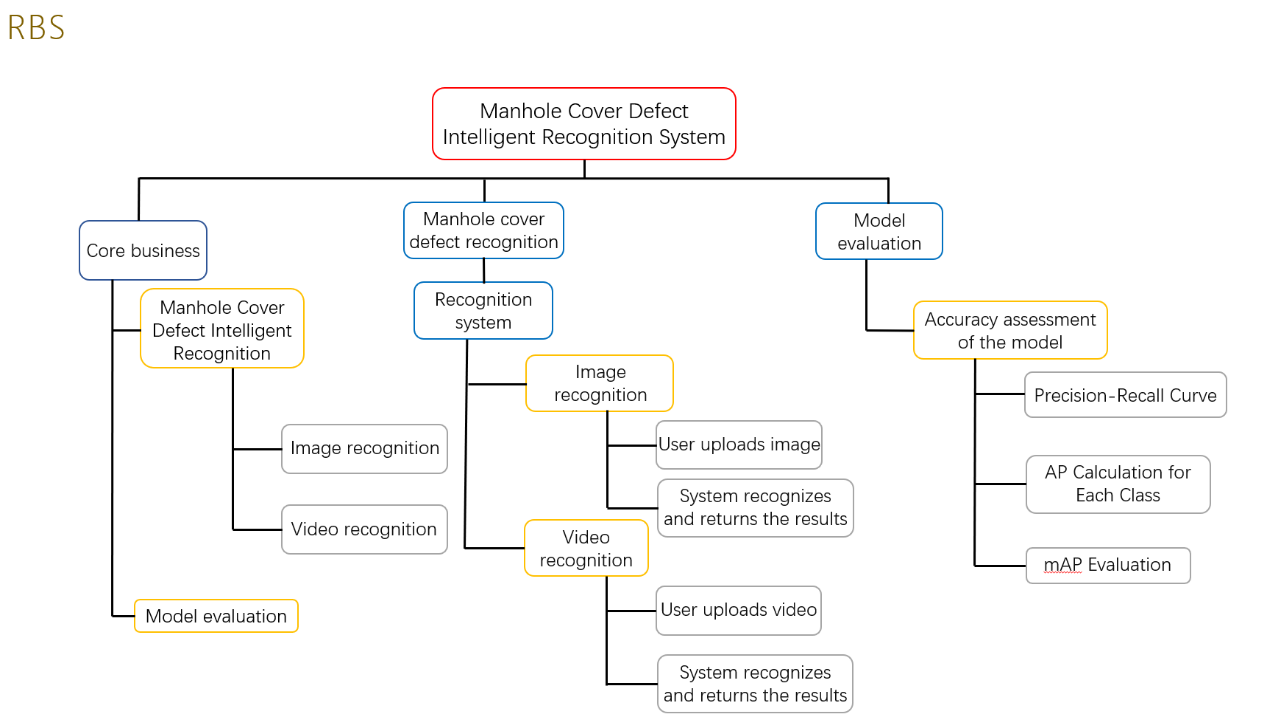 RBS
Manhole Cover Defect
Intelligent Recognition System
Core business
Manhole Cover
Defect Intelligent
Recognition
Image recognition
Video recognition
Model evaluation
Manhole cover
defect recognition
Recognition
system
Image
recognition
User uploads image
System recognizes
and returns the results
Video
recognition
User uploads video
System recognizes
and returns the results
Model
evaluation
Accuracy assessment
of the model
Precision-Recall Curve
AP Calculation for
Each Class
mAP Evaluation